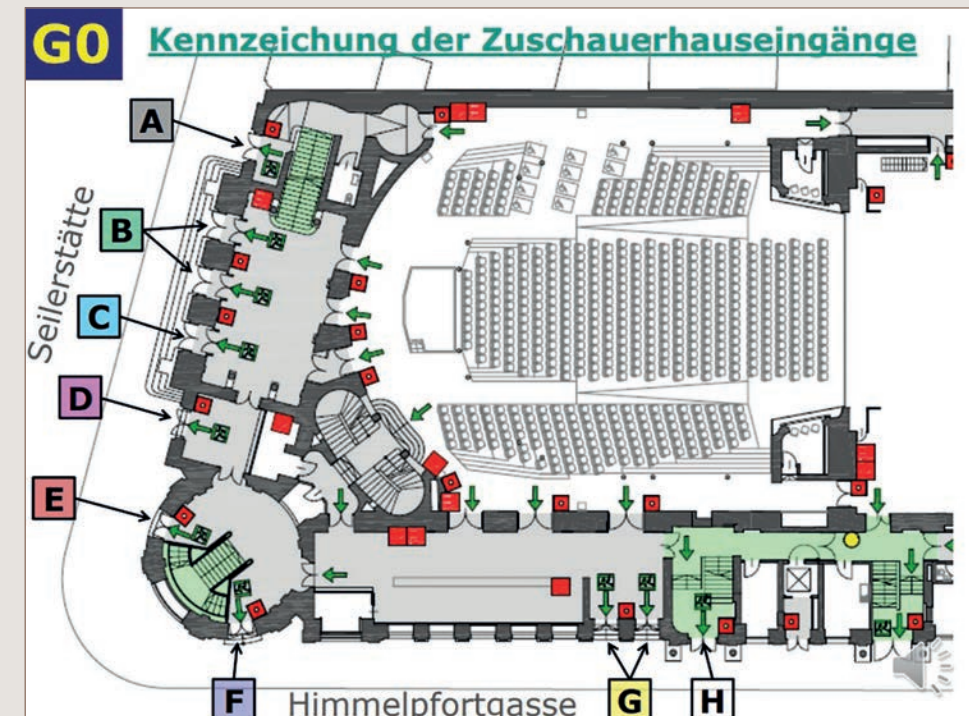 G0 Kennzeichung der Zuschauerhauseingänge
A
B
Seilerstätte
C
D
E
F
Himmelpfortgasse
G
H